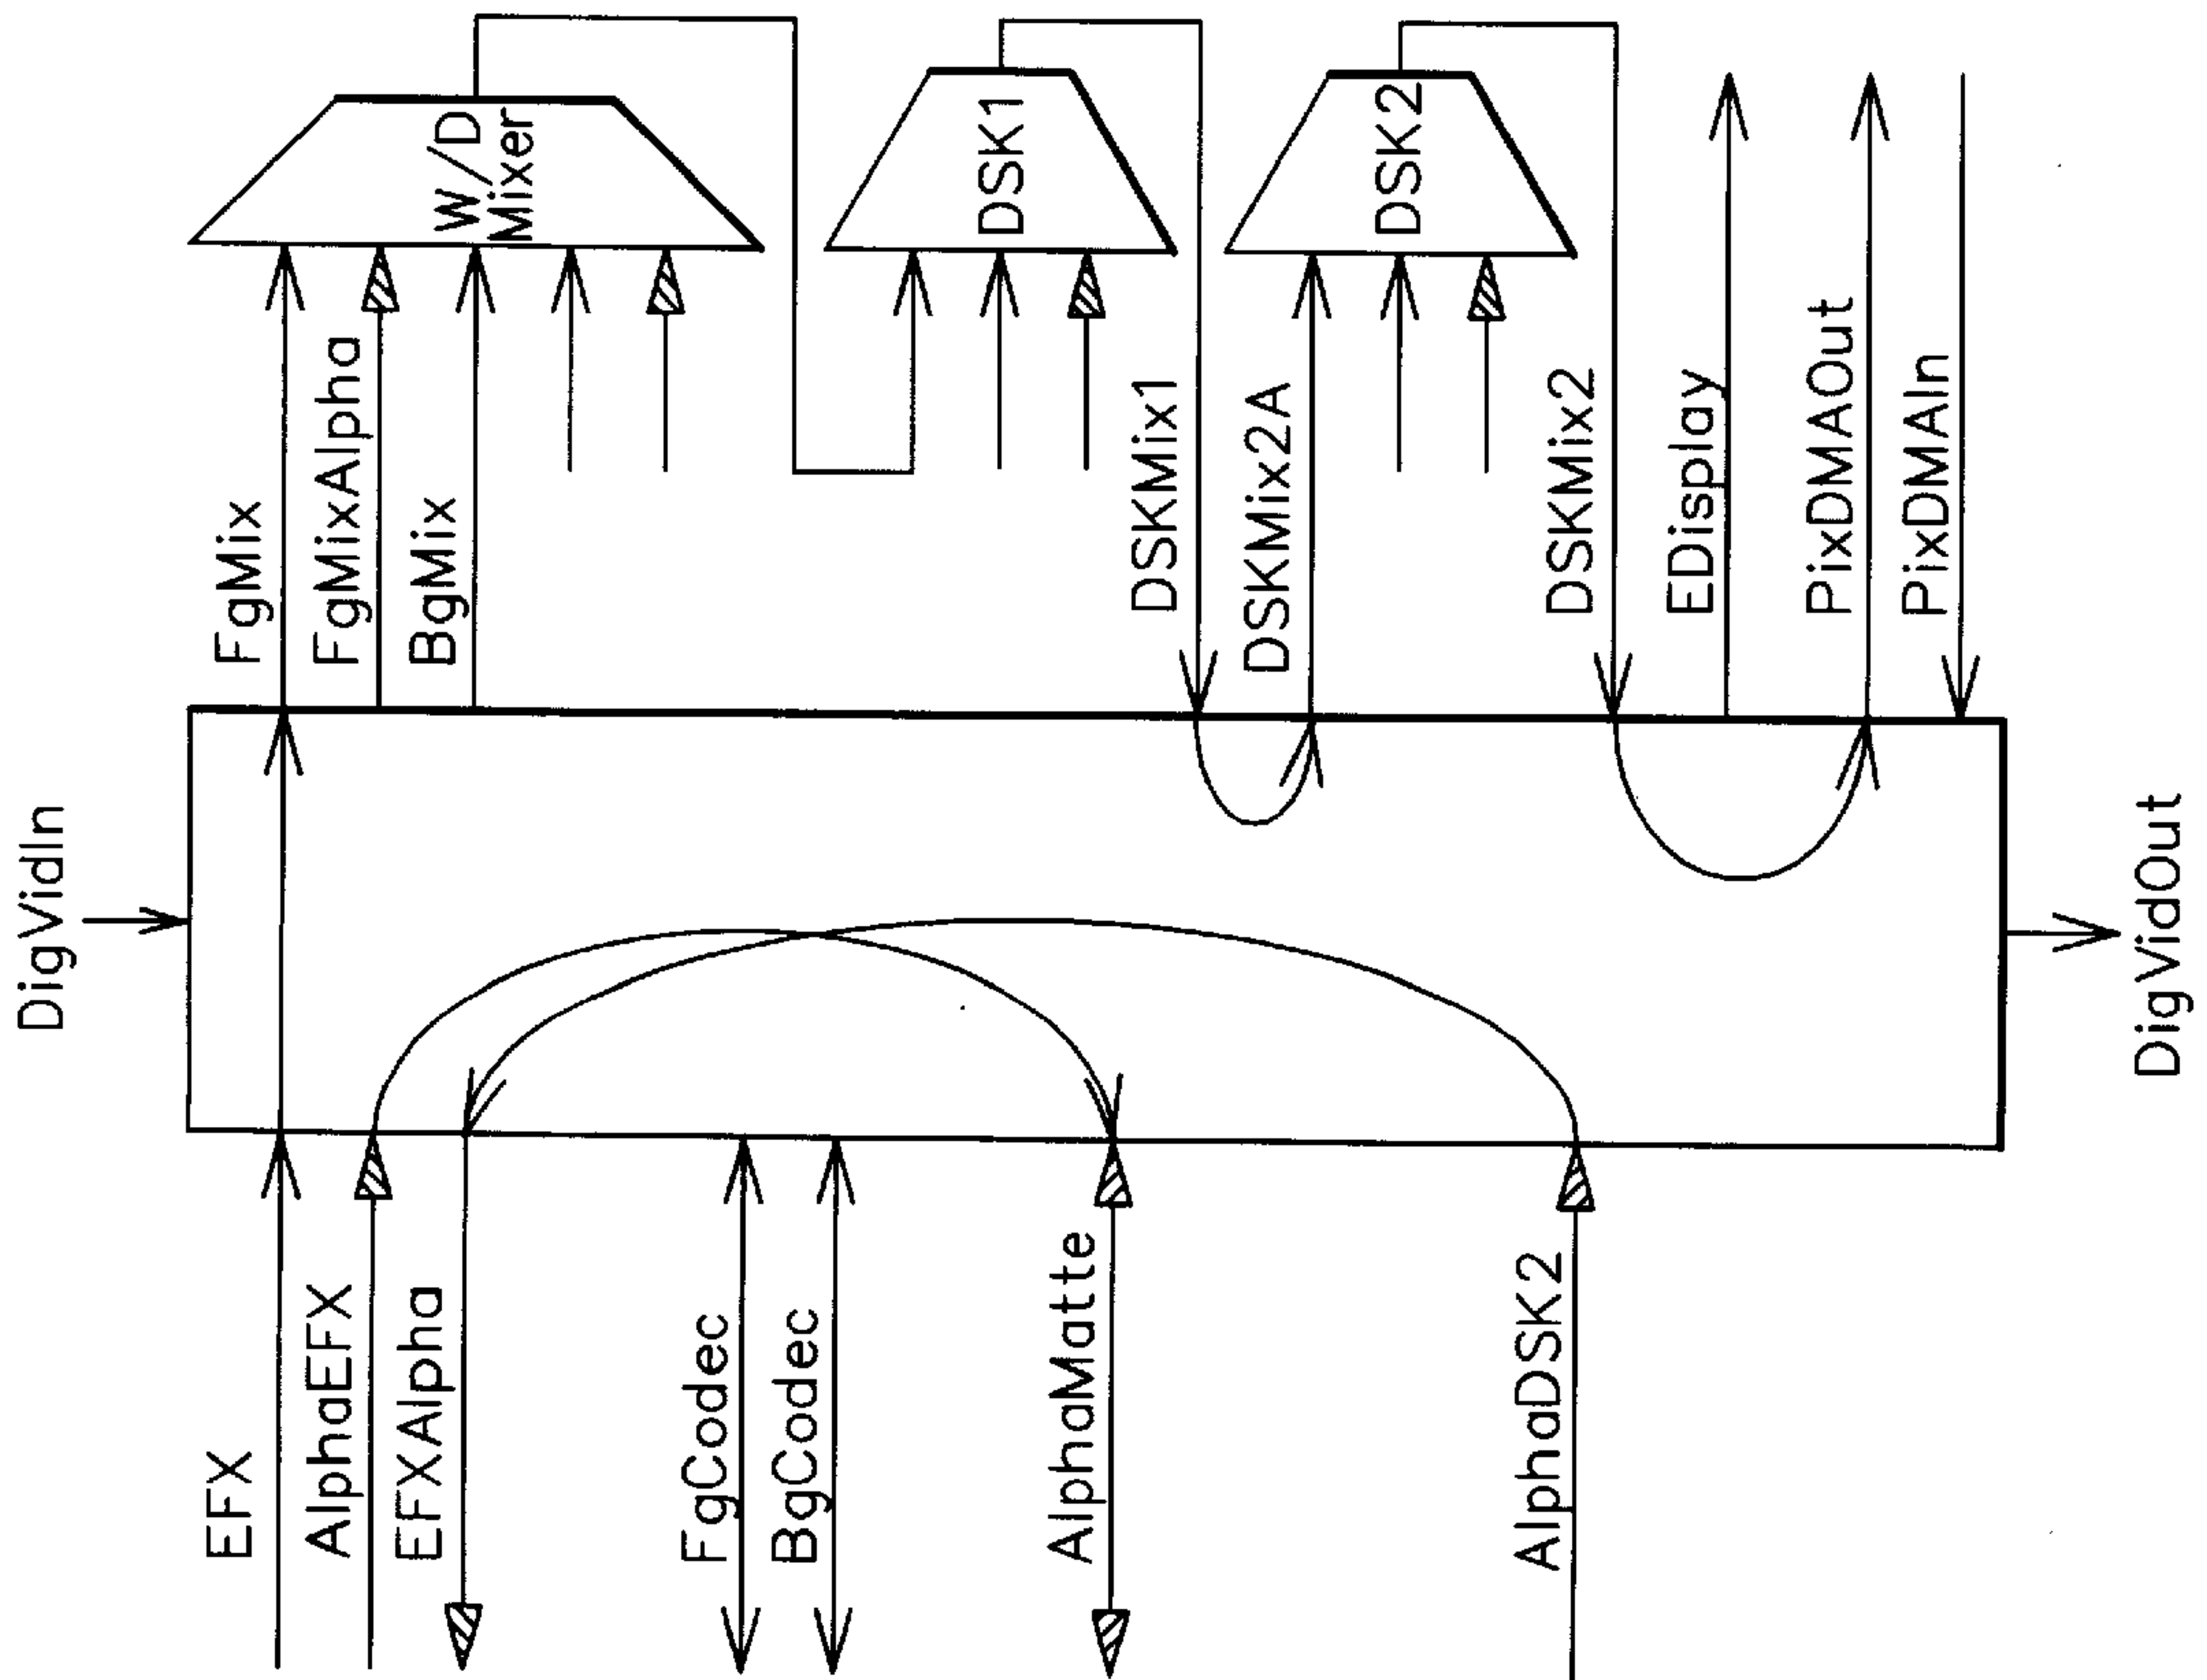 DigVidIn
EFX
AlphaEFX
EFXAlpha
FgCodec
BgCodec
AlphaMatte
AlphaDSK2
FgMix
FgMixAlpha
BgMix
W/D
Mixer
DSK1
DSKMix1
DSKMix2A
DSK2
DSKMix2
EDisplay
PixDMAOut
PixDMAIn
DigVidOut